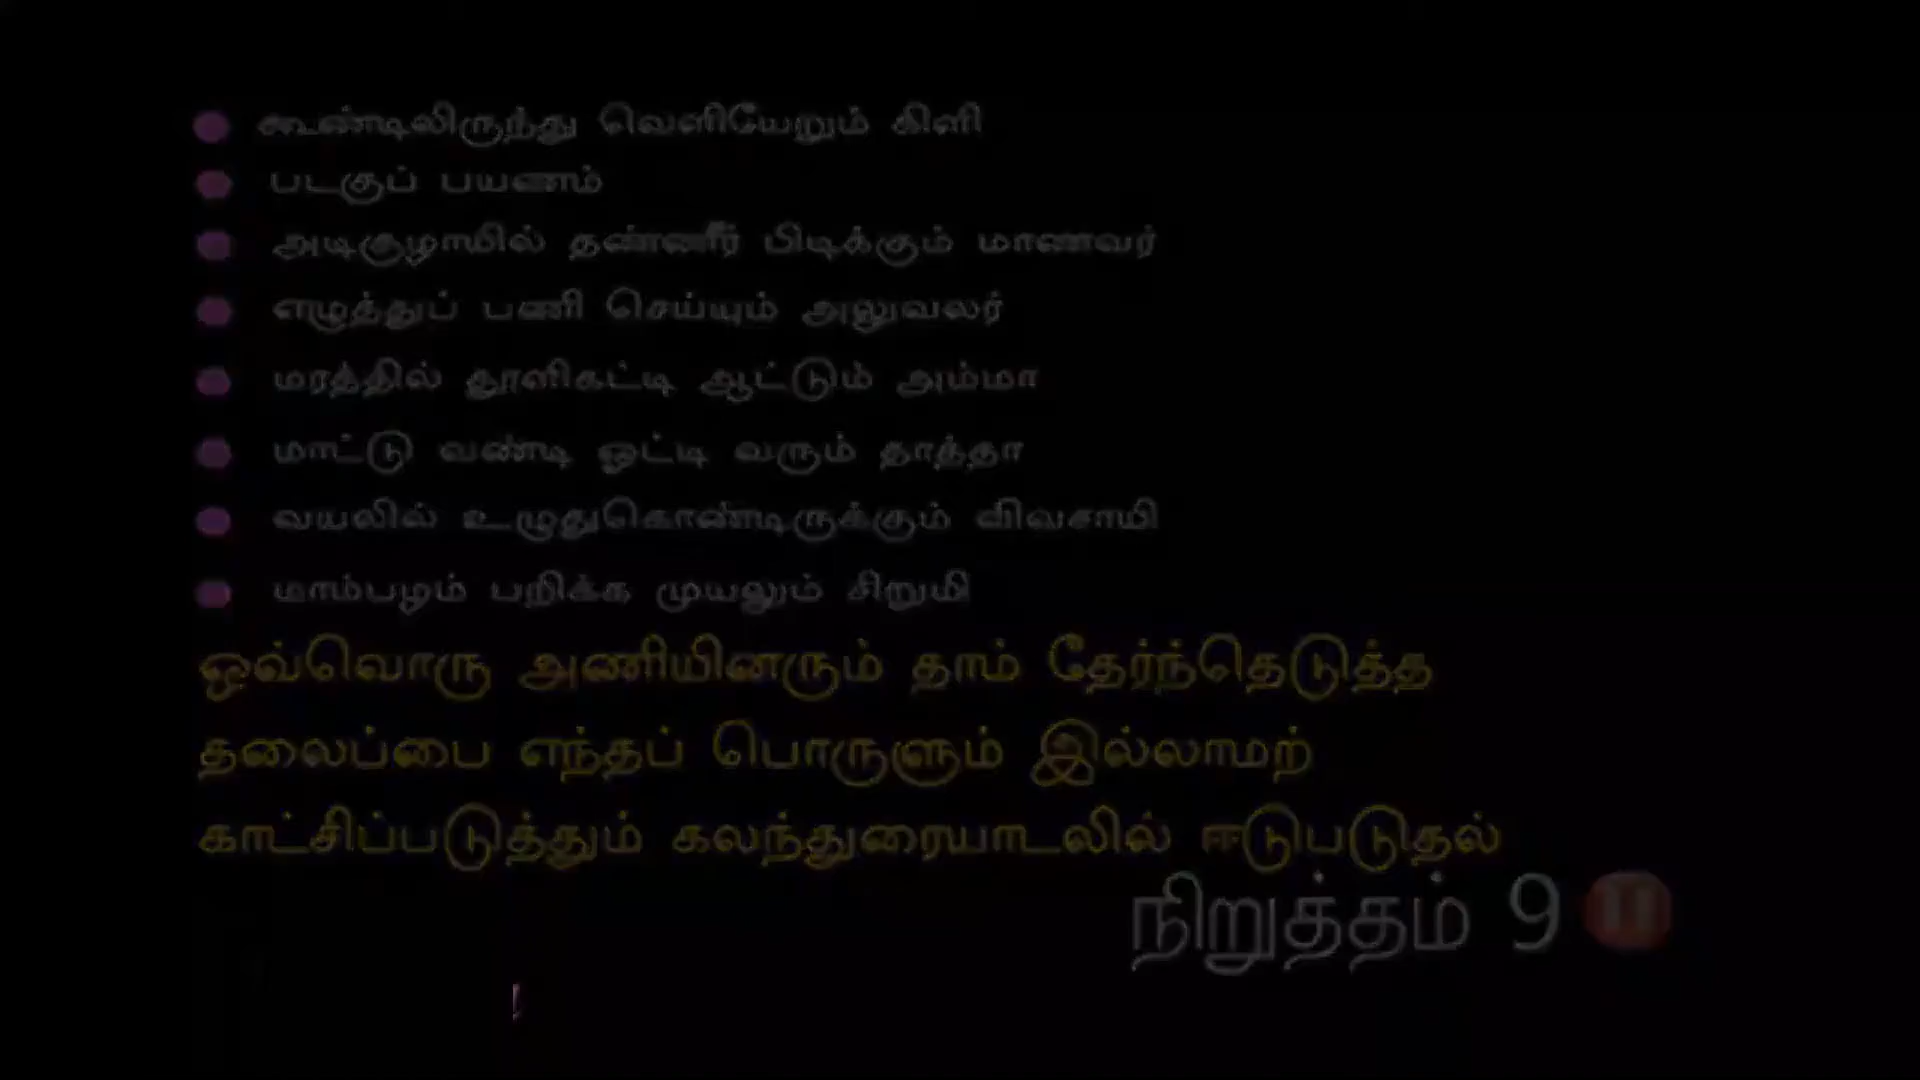 கூண்டிலிருந்து வெளியேறும் கிளி
படகுப் பயணம்
அடிகுழாயில் தண்ணீர் பிடிக்கும் மாணவர்
எழுத்துப் பணி செய்யும் அலுவலர்
மரத்தில் தூளிகட்டி ஆட்டும் அம்மா
மாட்டு வண்டி ஓட்டி வரும் தாத்தா
வயலில் உழுதுகொண்டிருக்கும் விவசாயி
மாம்பழம் பறிக்க முயலும் சிறுமி
ஒவ்வொரு அணியினரும் தாம் தேர்ந்தெடுத்த
தலைப்பை எந்தப் பொருளும் இல்லாமற்
காட்சிப்படுத்தும் கலந்துரையாடலில் ஈடுபடுதல்
நிறுத்தம் 9